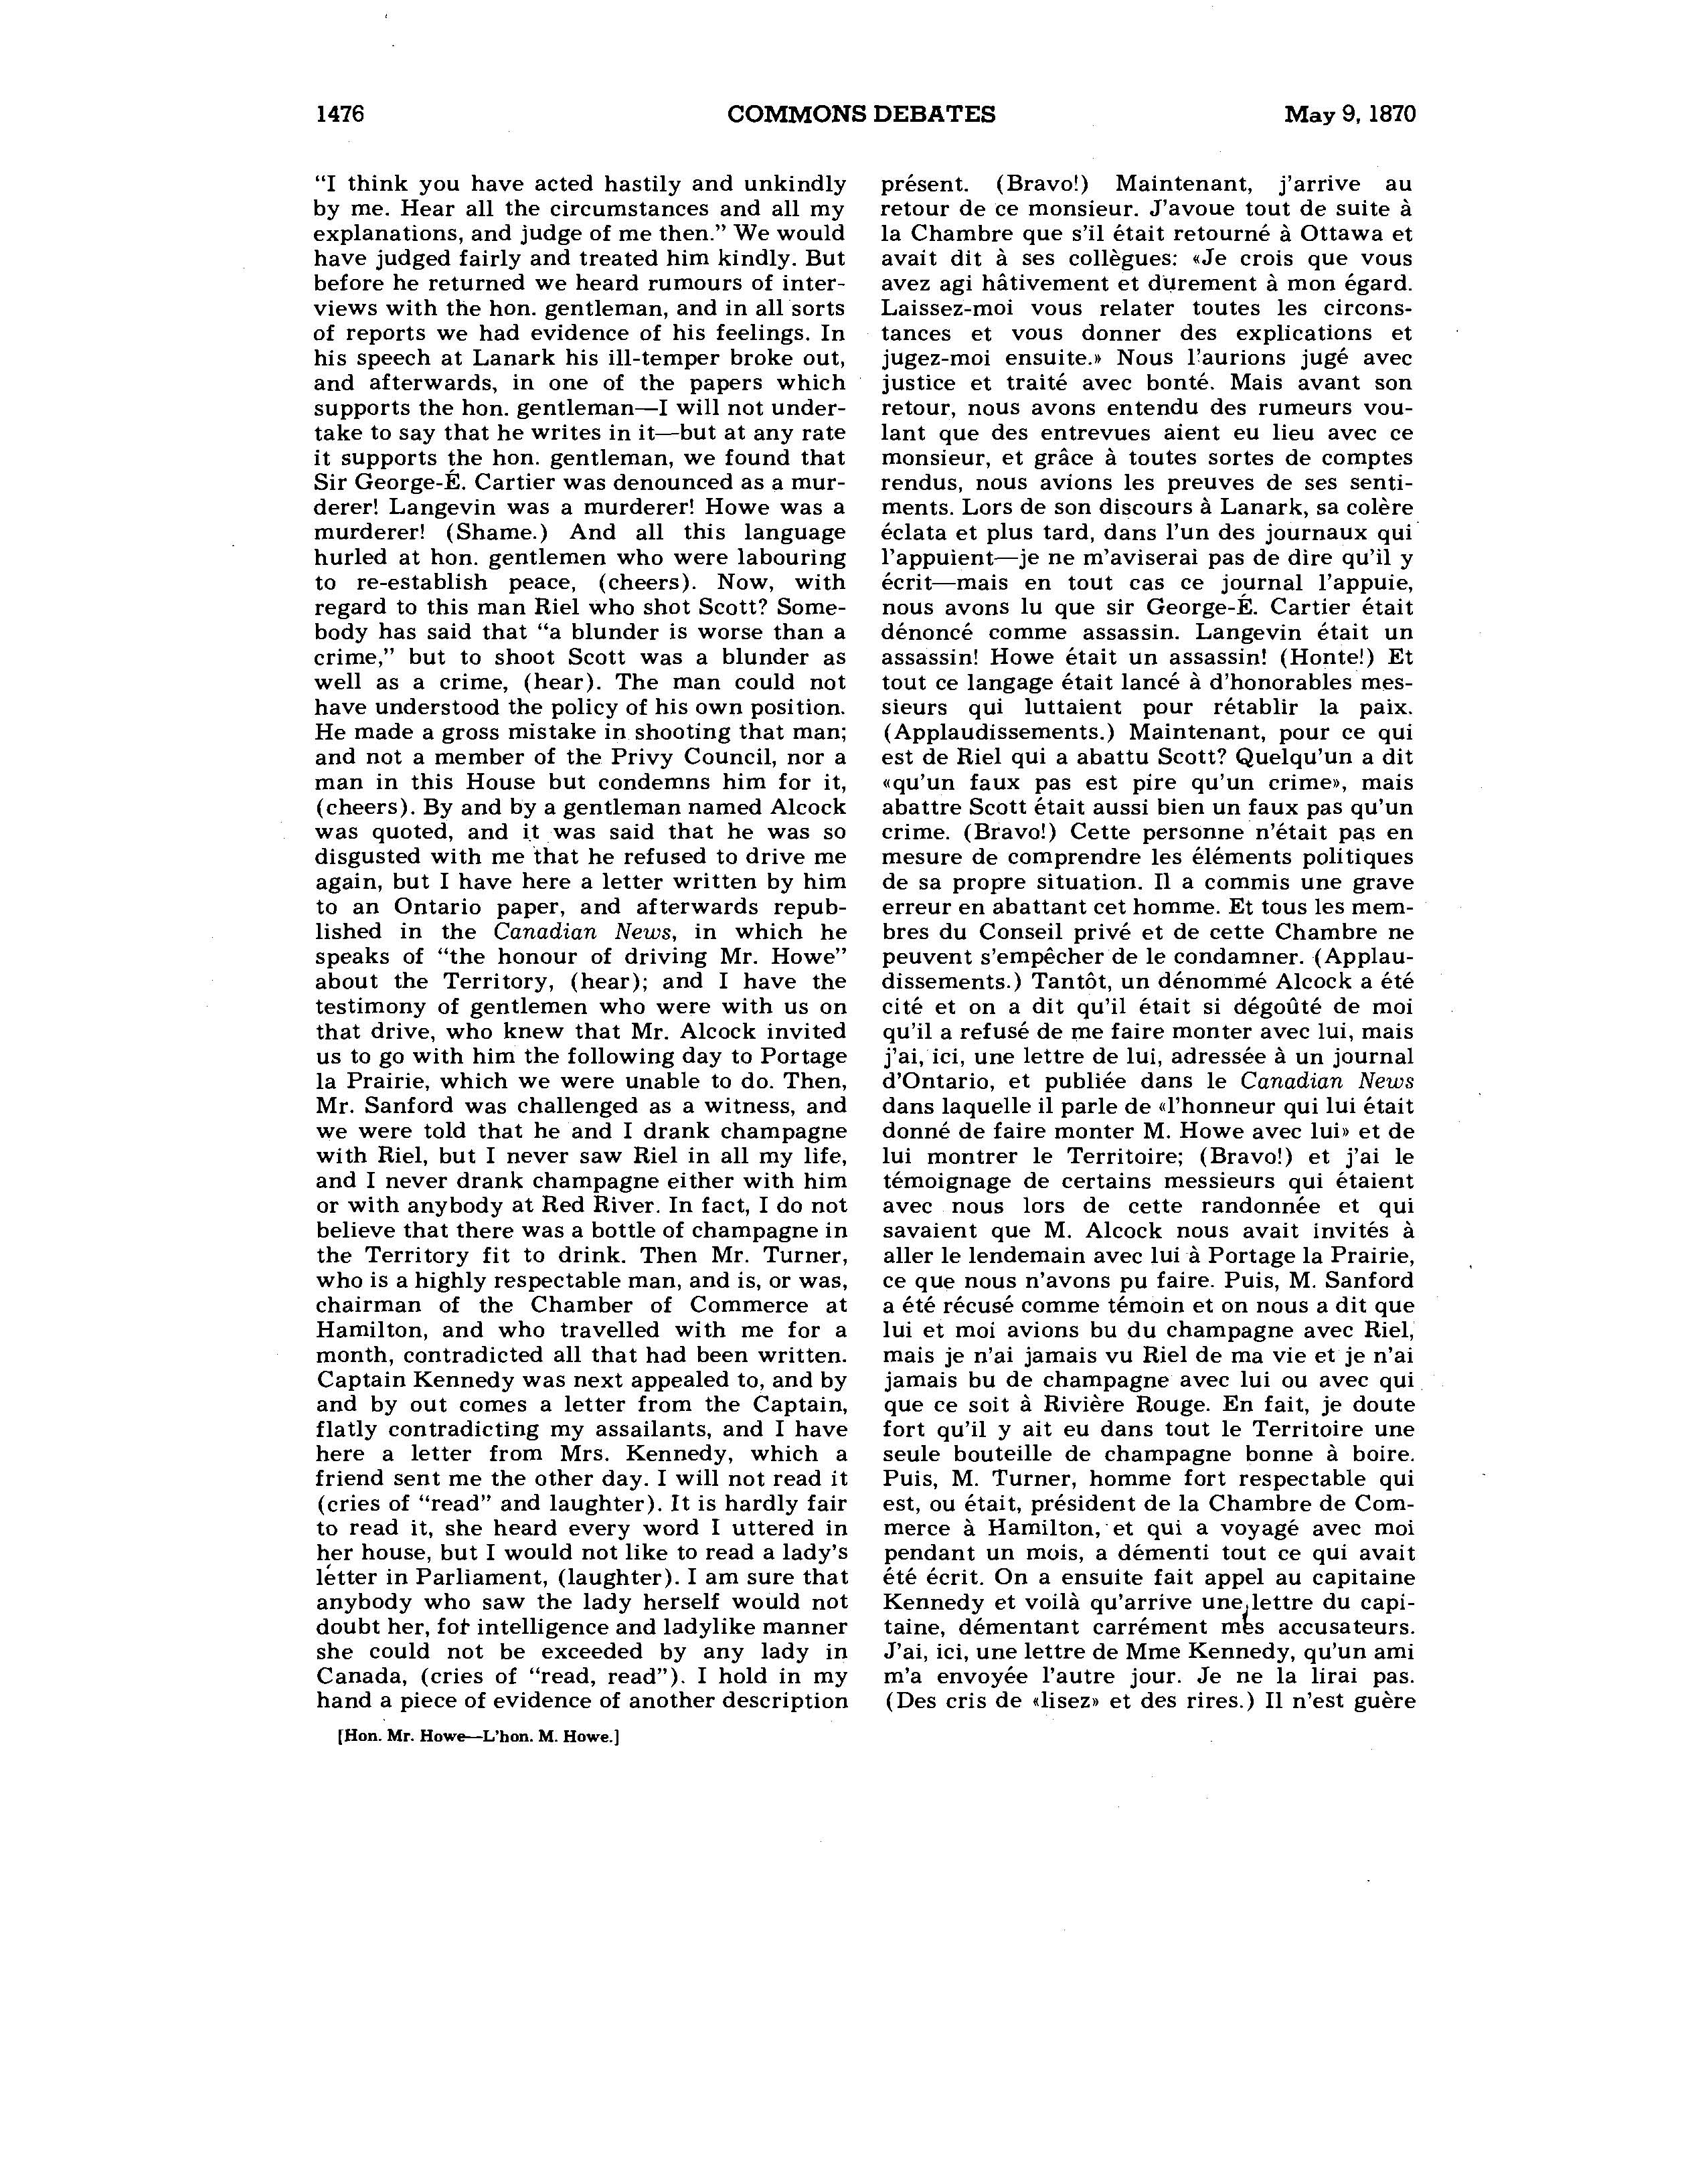 1476
COMMONS DEBATES
May 9, 1870
“I think you have acted hastily and unkindly
by me. Hear all the circumstances and all my
explanations, and judge of me then.” We would
have judged fairly and treated him kindly. But
before he returned we heard rumours of inter-
views with the hon. gentleman, and in all sorts
of reports we had evidence of his feelings. In
his speech at Lanark his ill-temper broke out,
and afterwards, in one of the papers which
supports the hon. gentleman—I will not under-
take to say that he writes in it—but at any rate
it supports the hon. gentleman, we found that
Sir George-É. Cartier was denounced as a mur-
derer! Langevin was a murderer! Howe was a
murderer! (Shame.) And all this language
hurled at hon. gentlemen who were labouring
to re-establish peace, (cheers). Now, with
regard to this man Riel who shot Scott? Some-
body has said that “a blunder is worse than a
crime,” but to shoot Scott was a blunder as
well as a crime, (hear). The man could not
have understood the policy of his own position.
He made a gross mistake in shooting that man;
and not a member of the Privy Council, nor a
man in this House but condemns him for it,
(cheers). By and by a gentleman named Alcock
was quoted, and it was said that he was so
disgusted with me that he refused to drive me
again, but I have here a letter written by him
to an Ontario paper, and afterwards repub-
lished in the Canadian News, in which he
speaks of “the honour of driving Mr. Howe”
about the Territory, (hear); and I have the
testimony of gentlemen who were with us on
that drive, who knew that Mr. Alcock invited
us to go with him the following day to Portage
la Prairie, which we were unable to do. Then,
Mr. Sanford was challenged as a witness, and
we were told that he and I drank champagne
with Riel, but I never saw Riel in all my life,
and I never drank champagne either with him
or with anybody at Red River. In fact, I do not
believe that there was a bottle of champagne in
the Territory fit to drink. Then Mr. Turner,
who is a highly respectable man, and is, or was,
chairman of the Chamber of Commerce at
Hamilton, and who travelled with me for a
month, contradicted all that had been written.
Captain Kennedy was next appealed to, and by
and by out comes a letter from the Captain,
flatly contradicting my assailants, and I have
here a letter from Mrs. Kennedy, which a
friend sent me the other day. I will not read it
(cries of “read” and laughter). It is hardly fair
to read it, she heard every word I uttered in
her house, but I would not like to read a lady's
letter in Parliament, (laughter). I am sure that
anybody who saw the lady herself would not
doubt her, for intelligence and ladylike manner
she could not be exceeded by any lady in
Canada, (cries of “read, read”). I hold in my
hand a piece of evidence of another description
présent. (Bravo!) Maintenant, j'arrive au
retour de ce monsieur. J'avoue tout de suite à
la Chambre que s'il était retourné à Ottawa et
avait dit à ses collègues: «Je crois que vous
avez agi hâtivement et durement à mon égard.
Laissez-moi vous relater toutes les circons-
tances et vous donner des explications et
jugez-moi ensuite.» Nous l'aurions jugé avec
justice et traité avec bonté. Mais avant son
retour, nous avons entendu des rumeurs vou-
lant que des entrevues aient eu lieu avec ce
monsieur, et grâce à toutes sortes de comptes
rendus, nous avions les preuves de ses senti-
ments. Lors de son discours à Lanark, sa colère
éclata et plus tard, dans l'un des journaux qui
l'appuient—je ne m'aviserai pas de dire qu'il y
écrit—mais en tout cas ce journal l'appuie,
nous avons lu que sir George-É. Cartier était
dénoncé comme assassin. Langevin était un
assassin! Howe était un assassin! (Honte!) Et
tout ce langage était lancé à d'honorables mes-
sieurs qui luttaient pour rétablir la paix.
(Applaudissements.) Maintenant, pour ce qui
est de Riel qui a abattu Scott? Quelqu'un a dit
«qu'un faux pas est pire qu'un crime», mais
abattre Scott était aussi bien un faux pas qu'un
crime. (Bravo!) Cette personne n'était pas en
mesure de comprendre les éléments politiques
de sa propre situation. Il a commis une grave
erreur en abattant cet homme. Et tous les mem-
bres du Conseil privé et de cette Chambre ne
peuvent s'empêcher de le condamner. (Applau-
dissements.) Tantôt, un dénommé Alcock a été
cité et on a dit qu'il était si dégoûté de moi
qu'il a refusé de me faire monter avec lui, mais
j'ai, ici, une lettre de lui, adressée à un journal
d'Ontario, et publiée dans le Canadian News
dans laquelle il parle de «l'honneur qui lui était
donné de faire monter M. Howe avec lui» et de
lui montrer le Territoire; (Bravo!) et j'ai le
témoignage de certains messieurs qui étaient
avec nous lors de cette randonnée et qui
savaient que M. Alcock nous avait invités à
aller le lendemain avec lui à Portage la Prairie,
ce que nous n'avons pu faire. Puis, M. Sanford
a été récusé comme témoin et on nous a dit que
lui et moi avions bu du champagne avec Riel,
mais je n'ai jamais vu Riel de ma vie et je n'ai
jamais bu de champagne avec lui ou avec qui
que ce soit à Rivière Rouge. En fait, je doute
fort qu'il y ait eu dans tout le Territoire une
seule bouteille de champagne bonne à boire.
Puis, M. Turner, homme fort respectable qui
est, ou était, président de la Chambre de Com-
merce à Hamilton, et qui a voyagé avec moi
pendant un mois, a démenti tout ce qui avait
été écrit. On a ensuite fait appel au capitaine
Kennedy et voilà qu'arrive une lettre du capi-
taine, démentant carrément mes accusateurs.
J'ai, ici, une lettre de Mme Kennedy, qu'un ami
m'a envoyée l'autre jour. Je ne la lirai pas.
(Des cris de «lisez» et des rires.) Il n'est guère
[Hon. Mr. Howe—L'hon. M. Howe.]